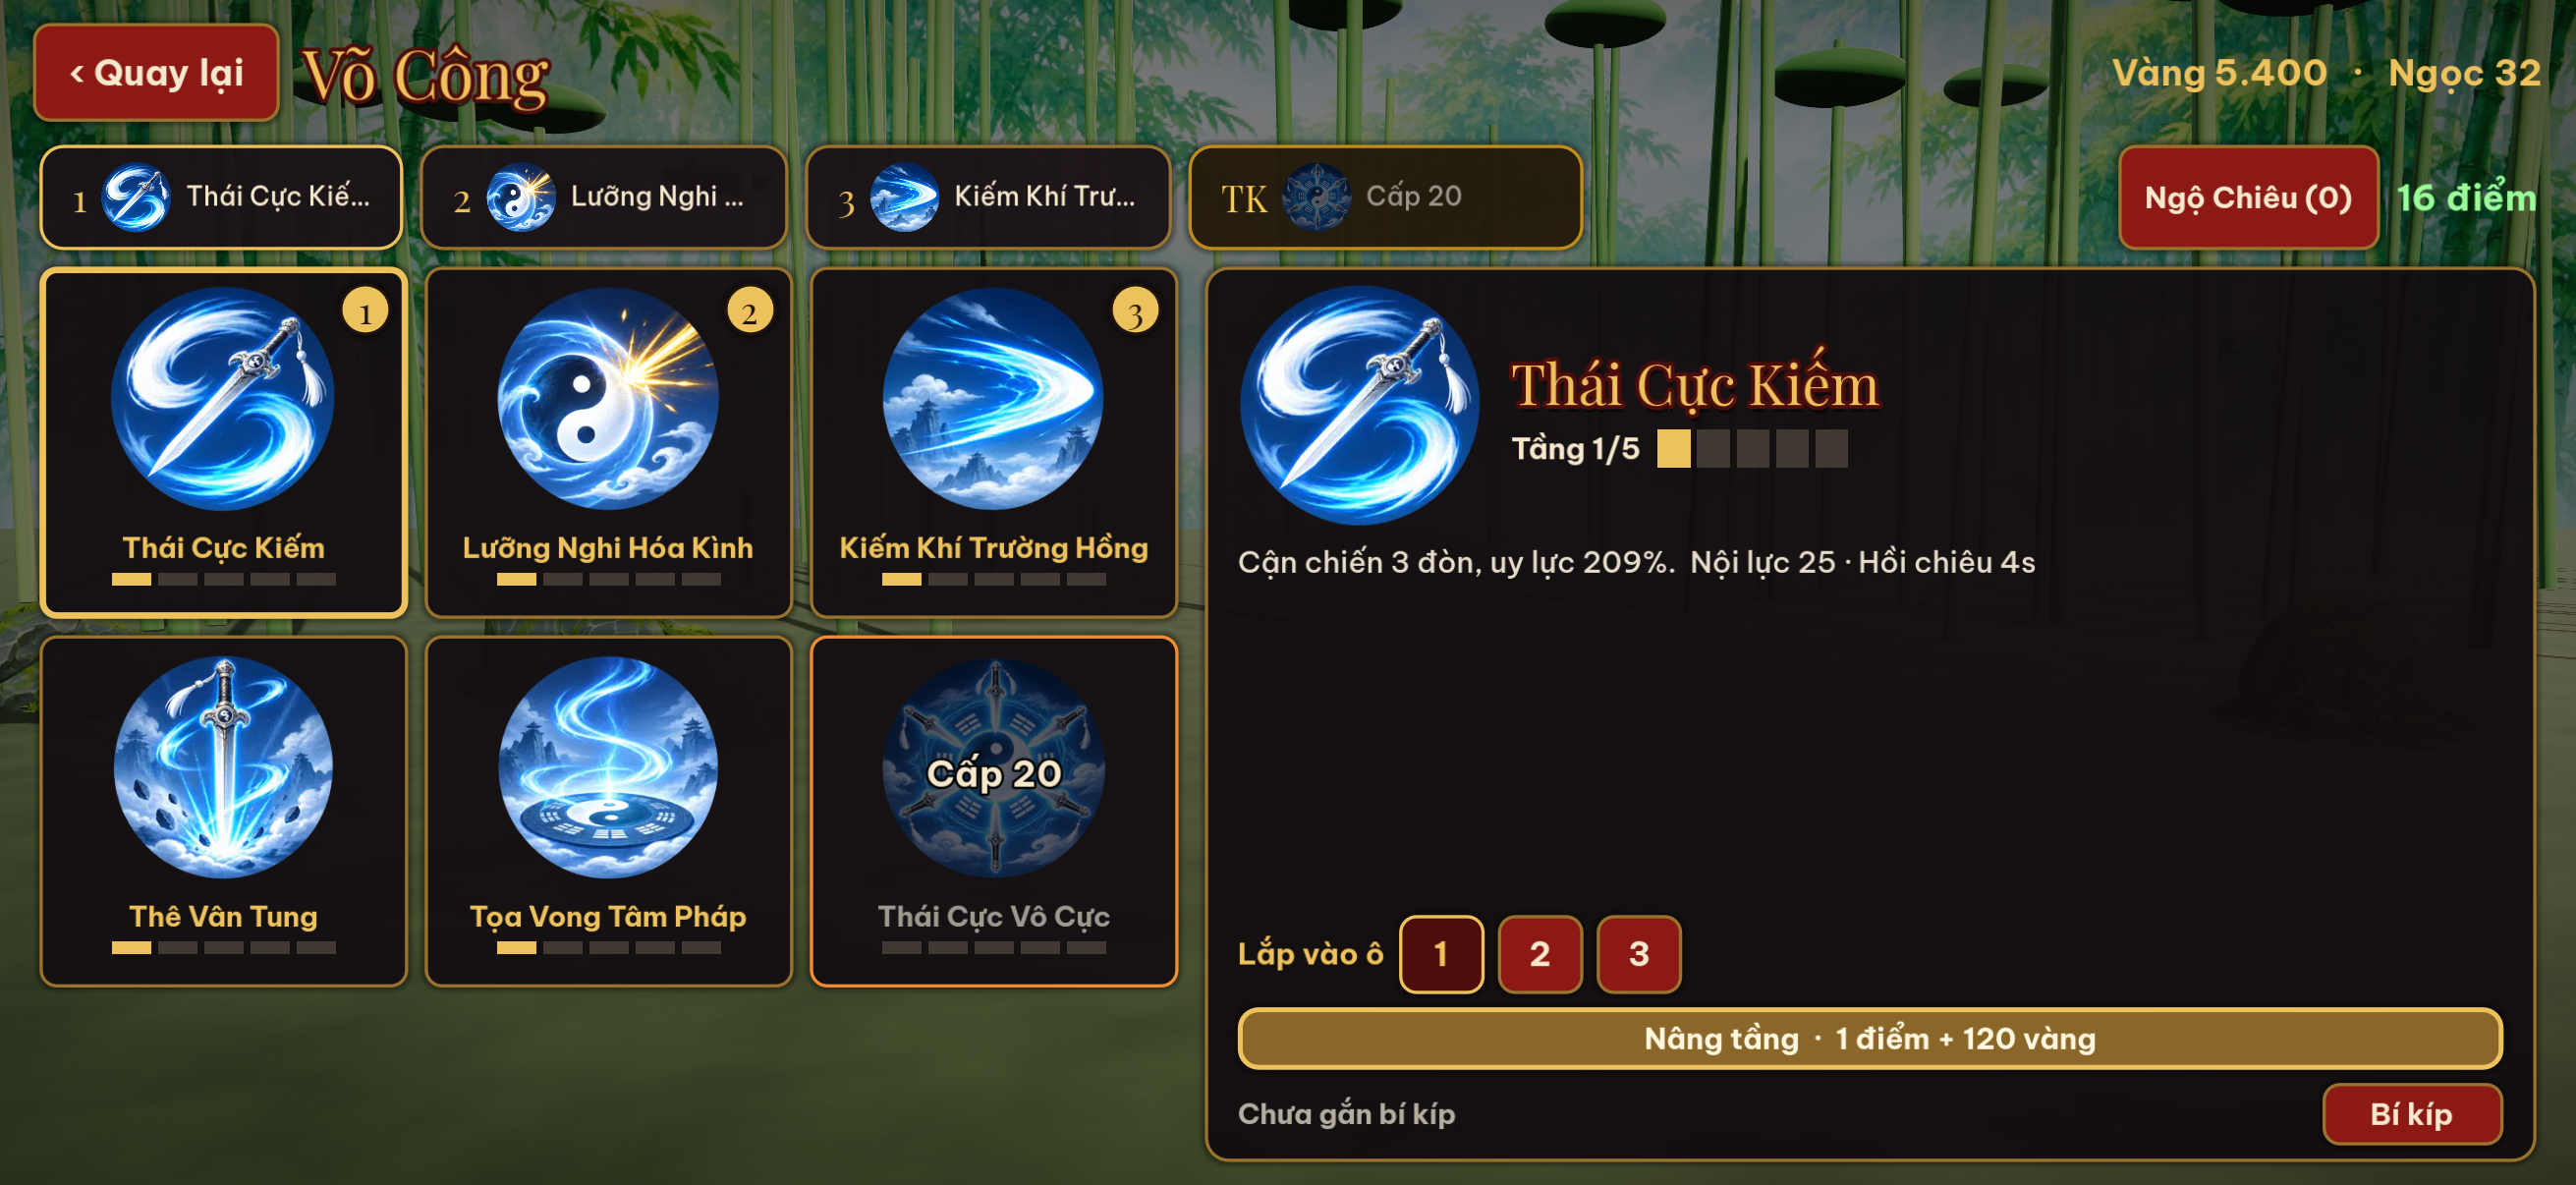 ‹ Quay lại
Võ Công
Vàng 5.400 · Ngọc 32
1 Thái Cực Kiế...
2 Lưỡng Nghi ...
3 Kiếm Khí Trư...
TK Cấp 20
Ngộ Chiêu (0)
16 điểm
1
Thái Cực Kiếm
2
Lưỡng Nghi Hóa Kình
3
Kiếm Khí Trường Hồng
Thê Vân Tung
Tọa Vong Tâm Pháp
Cấp 20
Thái Cực Vô Cực
Thái Cực Kiếm
Tầng 1/5
Cận chiến 3 đòn, uy lực 209%. Nội lực 25 · Hồi chiêu 4s
Lắp vào ô 1 2 3
Nâng tầng · 1 điểm + 120 vàng
Chưa gắn bí kíp
Bí kíp